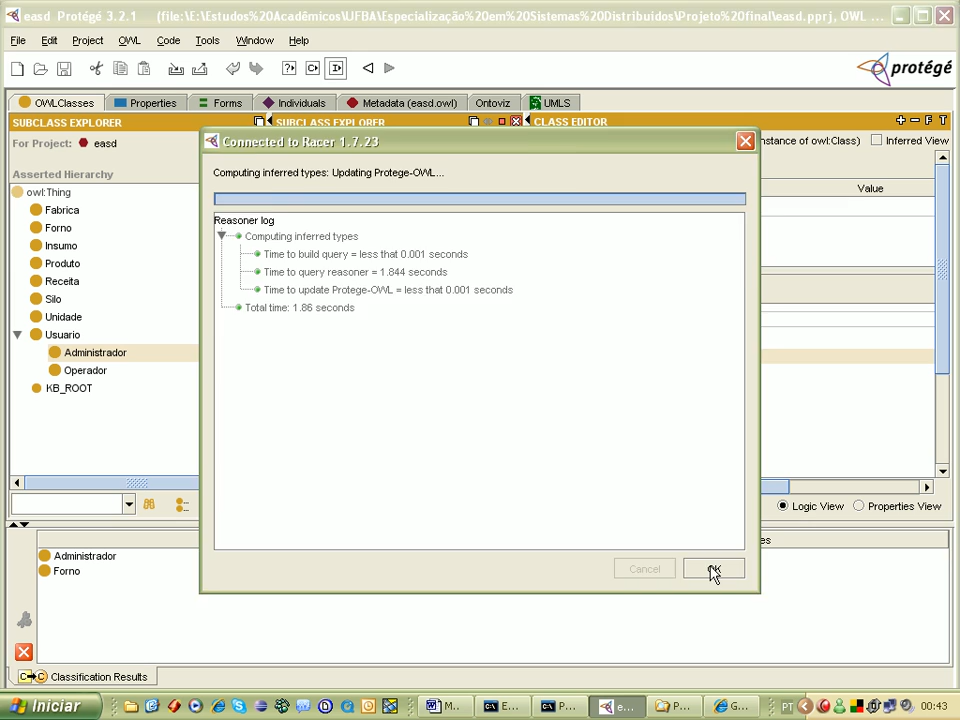 easd Protégé 3.2.1 (file:\E:\Estudos%20Acadêmicos\UFBA\Especialização%20em%20Sistemas%20Distribuidos\Projeto%20final\easd.pprj, OWL ...
File Edit Project OWL Code Tools Window Help
protégé
OWLClasses Properties Forms Individuals Metadata (easd.owl) Ontoviz UMLS
SUBCLASS EXPLORER SUBCLASS EXPLORER CLASS EDITOR
For Project: easd
nstance of owl:Class) Inferred View
Asserted Hierarchy
owl:Thing
Fabrica
Forno
Insumo
Produto
Receita
Silo
Unidade
Usuario
Administrador
Operador
KB_ROOT
Value
Connected to Racer 1.7.23
Computing inferred types: Updating Protege-OWL...
Reasoner log
Computing inferred types
Time to build query = less that 0.001 seconds
Time to query reasoner = 1.844 seconds
Time to update Protege-OWL = less that 0.001 seconds
Total time: 1.86 seconds
Cancel OK
Logic View Properties View
es
Administrador
Forno
Classification Results
Iniciar M... E... P... e... P... G... PT 00:43